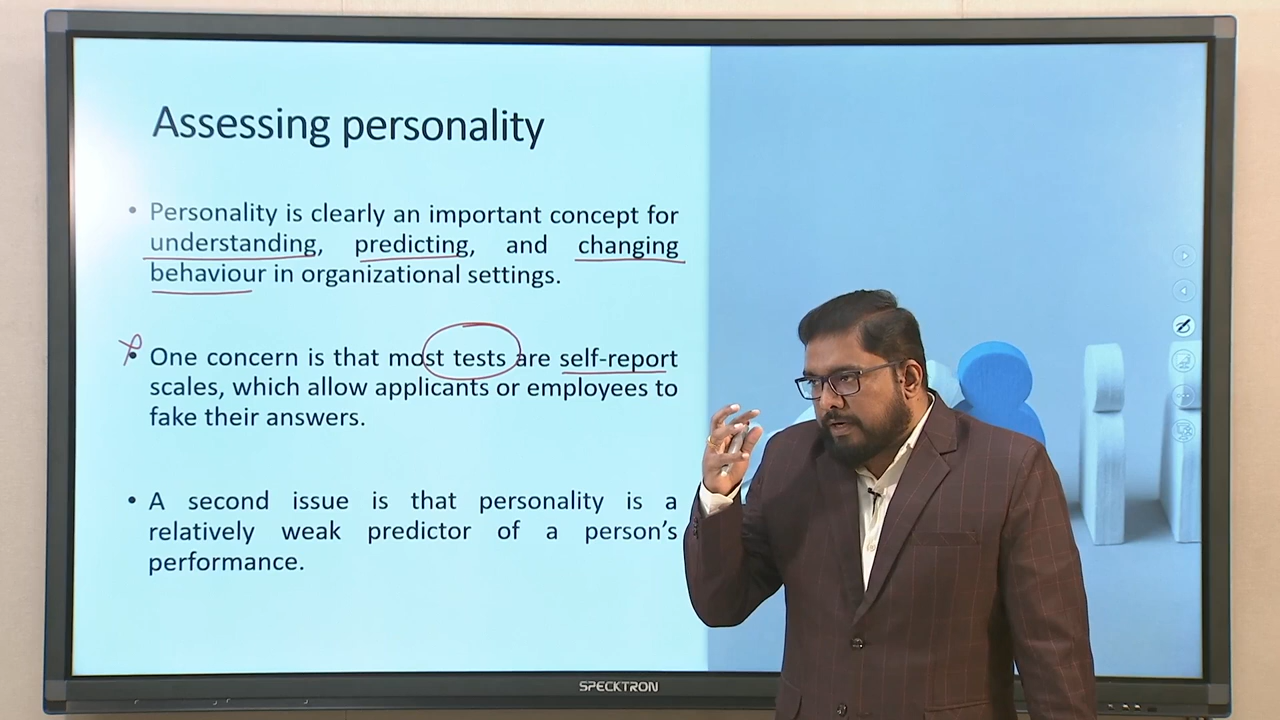 Assessing personality
• Personality is clearly an important concept for
understanding, predicting, and changing
behaviour in organizational settings.
• One concern is that most tests are self-report
scales, which allow applicants or employees to
fake their answers.
• A second issue is that personality is a
relatively weak predictor of a person's
performance.
SPECKTRON